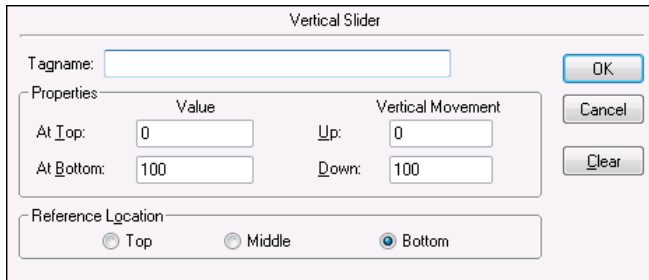 Vertical Slider
Tagname:
OK
Properties
Value Vertical Movement
Cancel
At Top: 0 Up: 0
At Bottom: 100 Down: 100
Clear
Reference Location
Top Middle Bottom